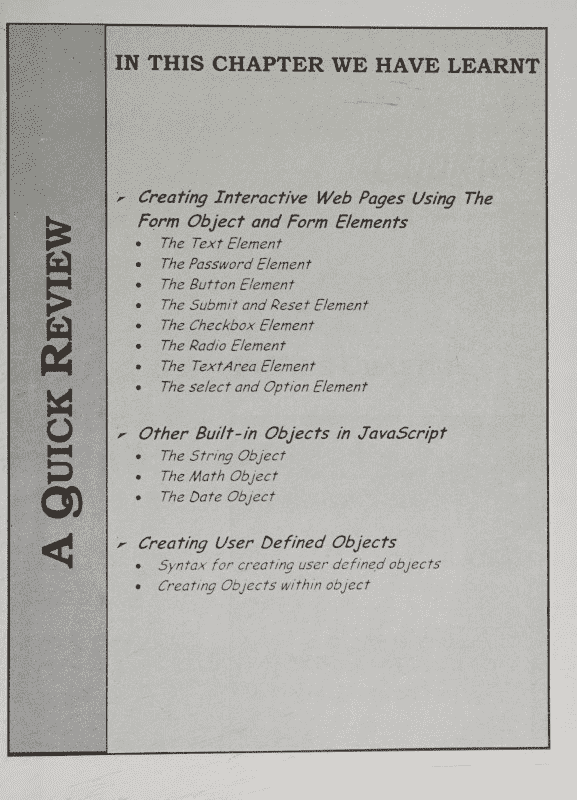 A QUICK REVIEW
IN THIS CHAPTER WE HAVE LEARNT
➢ Creating Interactive Web Pages Using The
Form Object and Form Elements
• The Text Element
• The Password Element
• The Button Element
• The Submit and Reset Element
• The Checkbox Element
• The Radio Element
• The TextArea Element
• The select and Option Element
➢ Other Built-in Objects in JavaScript
• The String Object
• The Math Object
• The Date Object
➢ Creating User Defined Objects
• Syntax for creating user defined objects
• Creating Objects within object